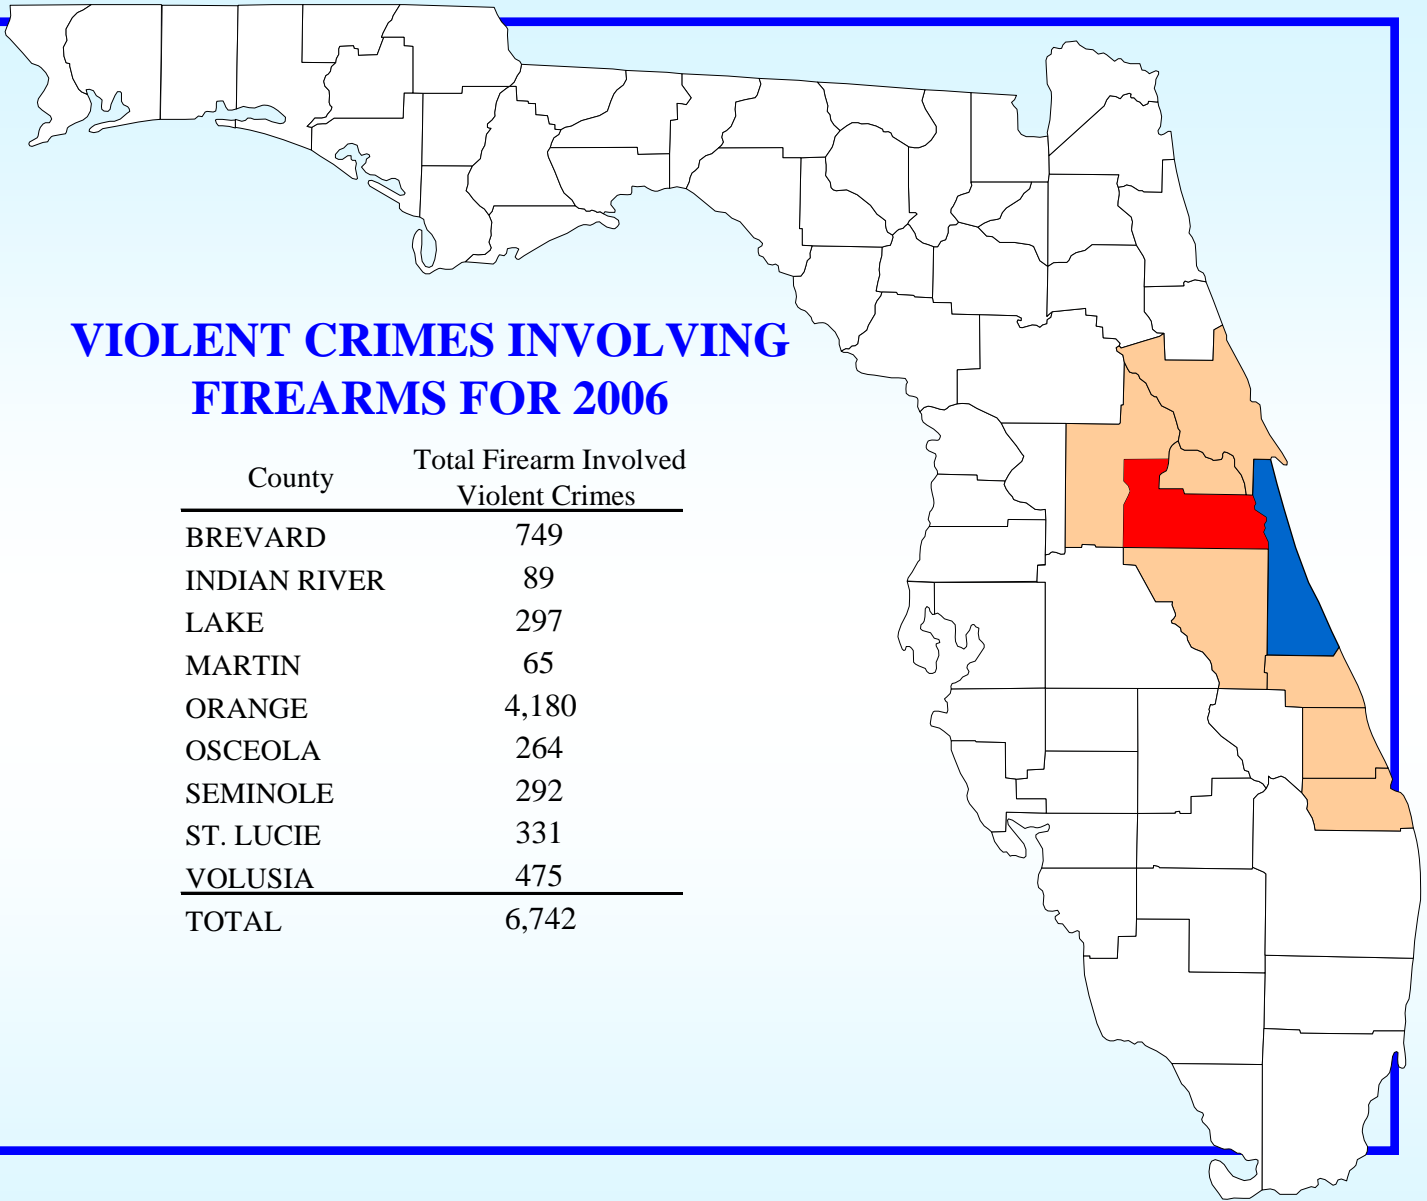 VIOLENT CRIMES INVOLVING
FIREARMS FOR 2006
County Total Firearm Involved
Violent Crimes
BREVARD 749
INDIAN RIVER 89
LAKE 297
MARTIN 65
ORANGE 4,180
OSCEOLA 264
SEMINOLE 292
ST. LUCIE 331
VOLUSIA 475
TOTAL 6,742